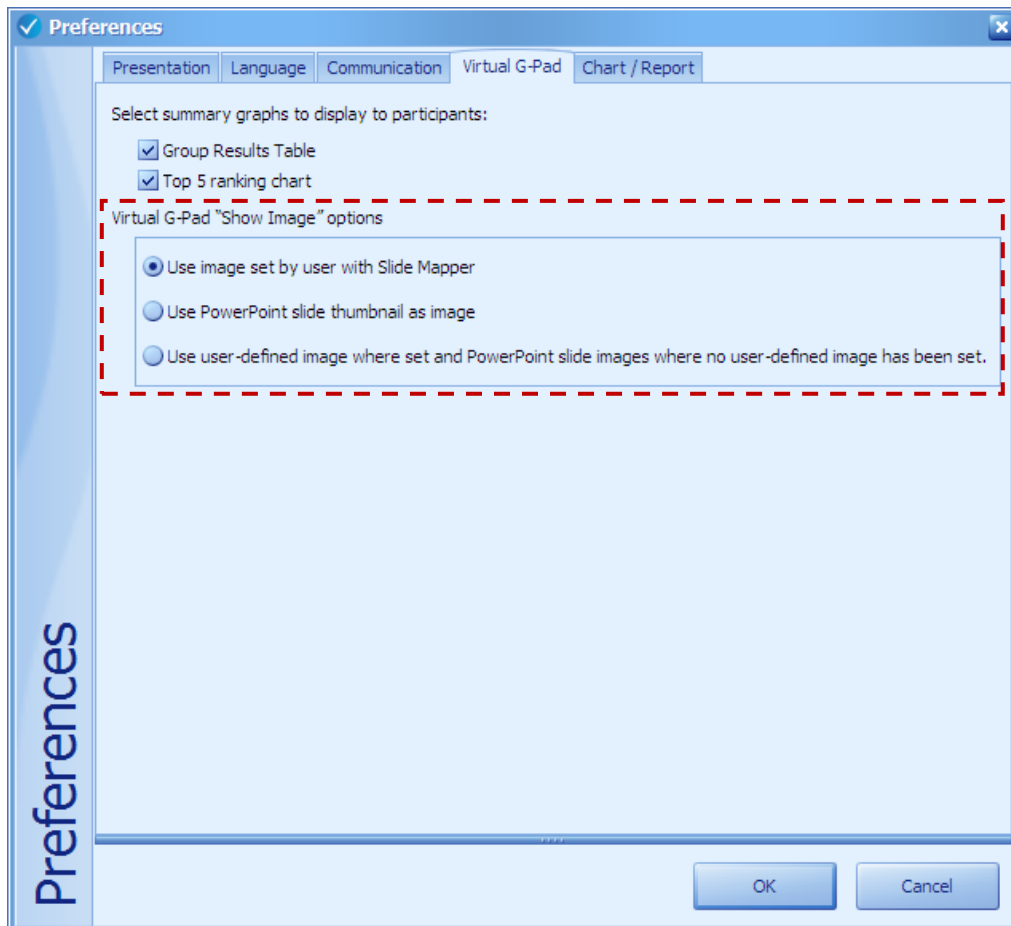 Preferences
Presentation Language Communication Virtual G-Pad Chart / Report
Select summary graphs to display to participants:
Group Results Table
Top 5 ranking chart
Virtual G-Pad “Show Image” options
Use image set by user with Slide Mapper
Use PowerPoint slide thumbnail as image
Use user-defined image where set and PowerPoint slide images where no user-defined image has been set.
Preferences
OK Cancel